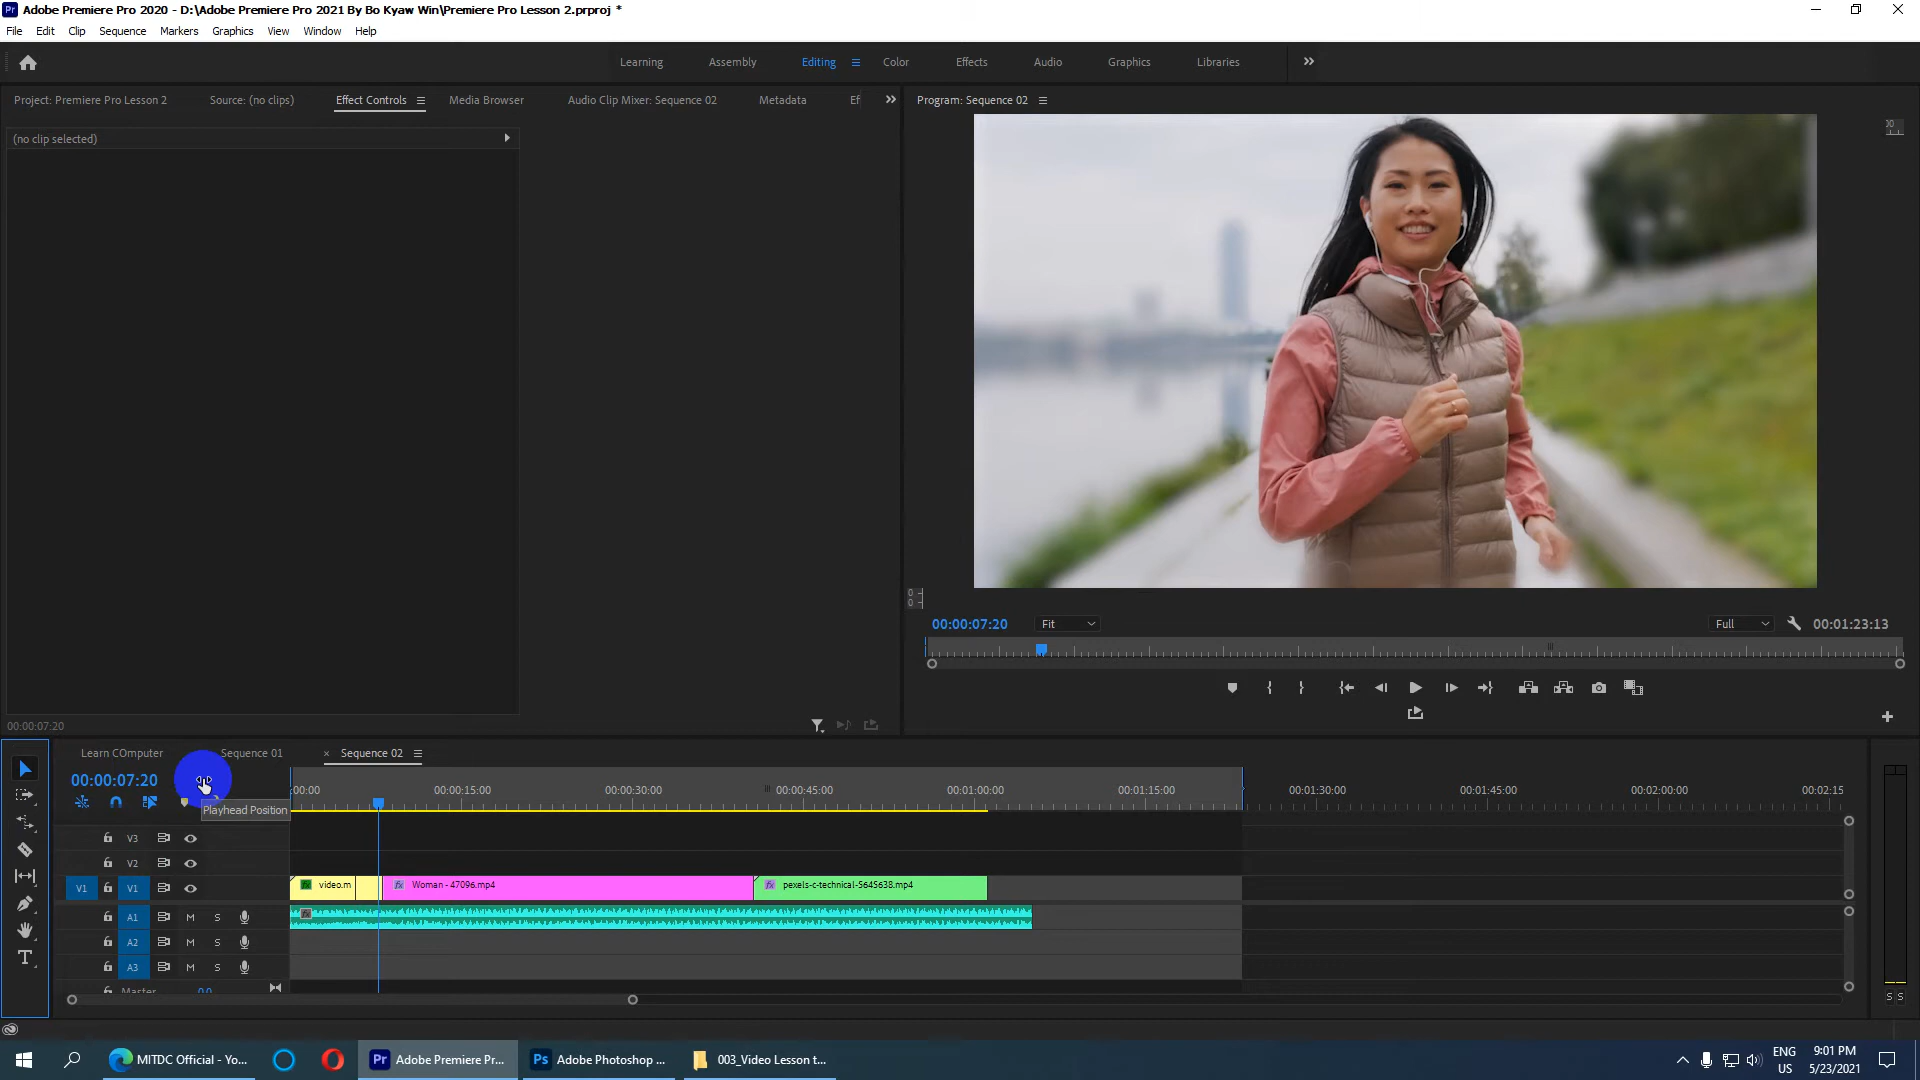 Adobe Premiere Pro 2020 - D:\Adobe Premiere Pro 2021 By Bo Kyaw Win\Premiere Pro Lesson 2.prproj *
File Edit Clip Sequence Markers Graphics View Window Help
Learning Assembly Editing Color Effects Audio Graphics Libraries
Project: Premiere Pro Lesson 2 Source: (no clips) Effect Controls Media Browser Audio Clip Mixer: Sequence 02 Metadata Ef
Program: Sequence 02
(no clip selected)
00:00:07:20 Fit Full 00:01:23:13
00:00:07:20
Learn COmputer Sequence 01 × Sequence 02
00:00:07:20
:00:00 00:00:15:00 00:00:30:00 00:00:45:00 00:01:00:00 00:01:15:00 00:01:30:00 00:01:45:00 00:02:00:00 00:02:15
Playhead Position
V3
V2
V1 V1 video.m Woman - 47096.mp4 pexels-c-technical-5645638.mp4
A1 M S
A2 M S
A3 M S
Master 0.0
S S
MITDC Official - Yo... Adobe Premiere Pr... Adobe Photoshop ... 003_Video Lesson t...
ENG
US
9:01 PM
5/23/2021